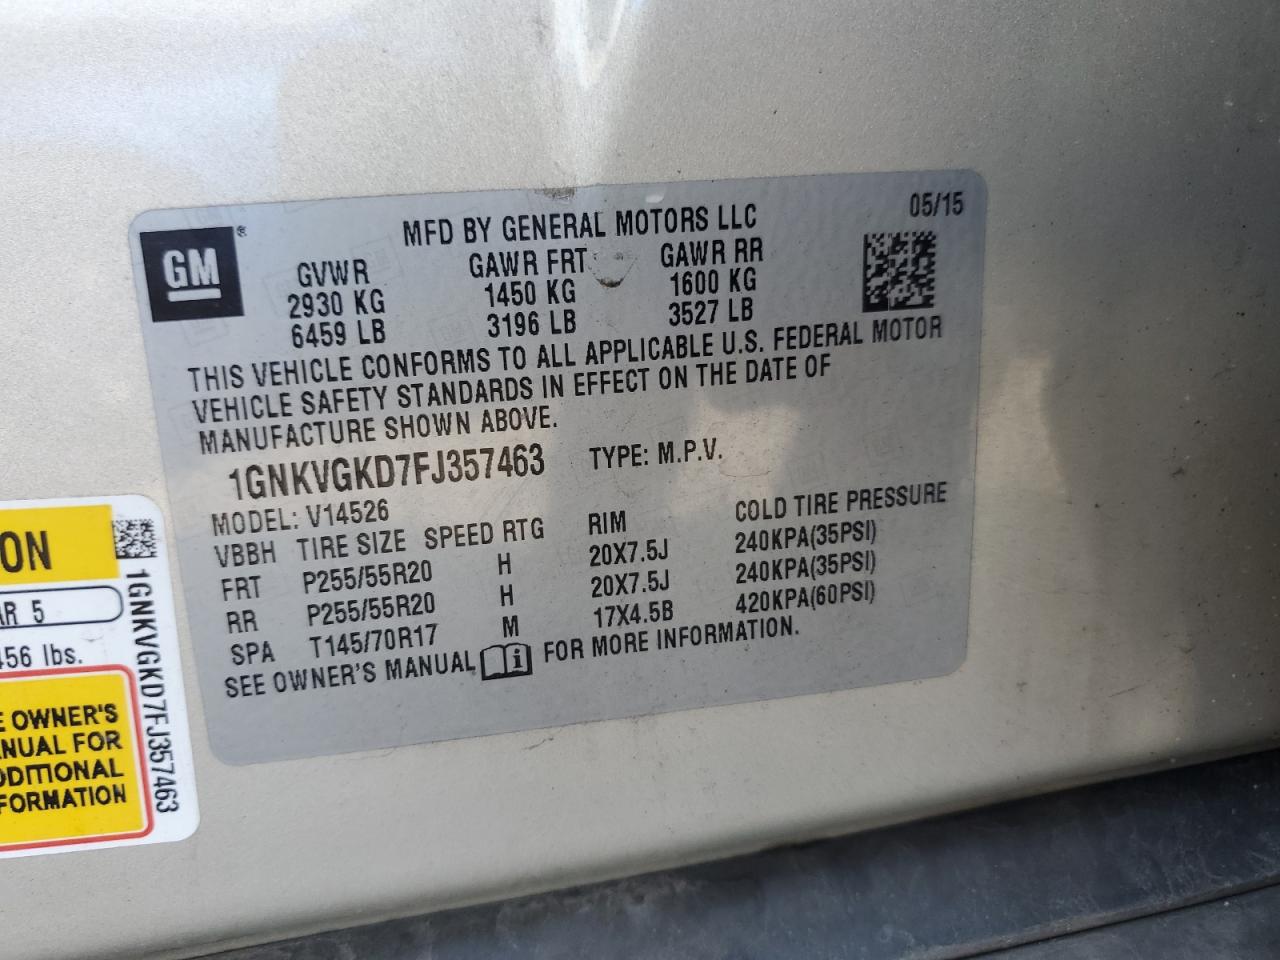 GM®
MFD BY GENERAL MOTORS LLC
05/15
GVWR GAWR FRT GAWR RR
2930 KG 1450 KG 1600 KG
6459 LB 3196 LB 3527 LB
THIS VEHICLE CONFORMS TO ALL APPLICABLE U.S. FEDERAL MOTOR
VEHICLE SAFETY STANDARDS IN EFFECT ON THE DATE OF
MANUFACTURE SHOWN ABOVE.
1GNKVGKD7FJ357463 TYPE: M.P.V.
MODEL: V14526
VBBH TIRE SIZE SPEED RTG RIM COLD TIRE PRESSURE
FRT P255/55R20 H 20X7.5J 240KPA(35PSI)
RR P255/55R20 H 20X7.5J 240KPA(35PSI)
SPA T145/70R17 M 17X4.5B 420KPA(60PSI)
SEE OWNER'S MANUAL i FOR MORE INFORMATION.
ON
AR 5
456 lbs.
E OWNER'S
NUAL FOR
DDITIONAL
FORMATION
1GNKVGKD7FJ357463